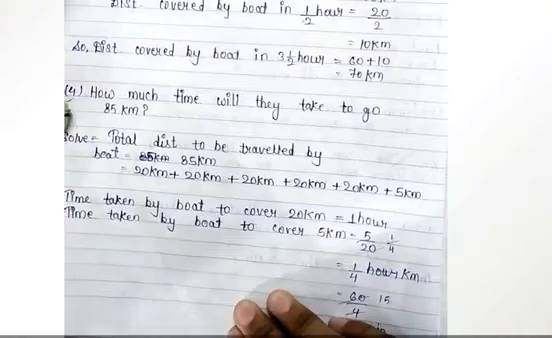 Dist. covered by boat in 1/2 hour = 20/2
= 10km
So, Dist covered by boat in 3 1/2 hour = 60+10
= 70 km
(4) How much time will they take to go
85 km?
Solve = Total dist to be travelled by
boat = 85km 85km
= 20km + 20km + 20km + 20km + 5km
Time taken by boat to cover 20km = 1 hour
Time taken by boat to cover 5km = 5/20 1/4
= 1/4 hour km
= 60/4 15